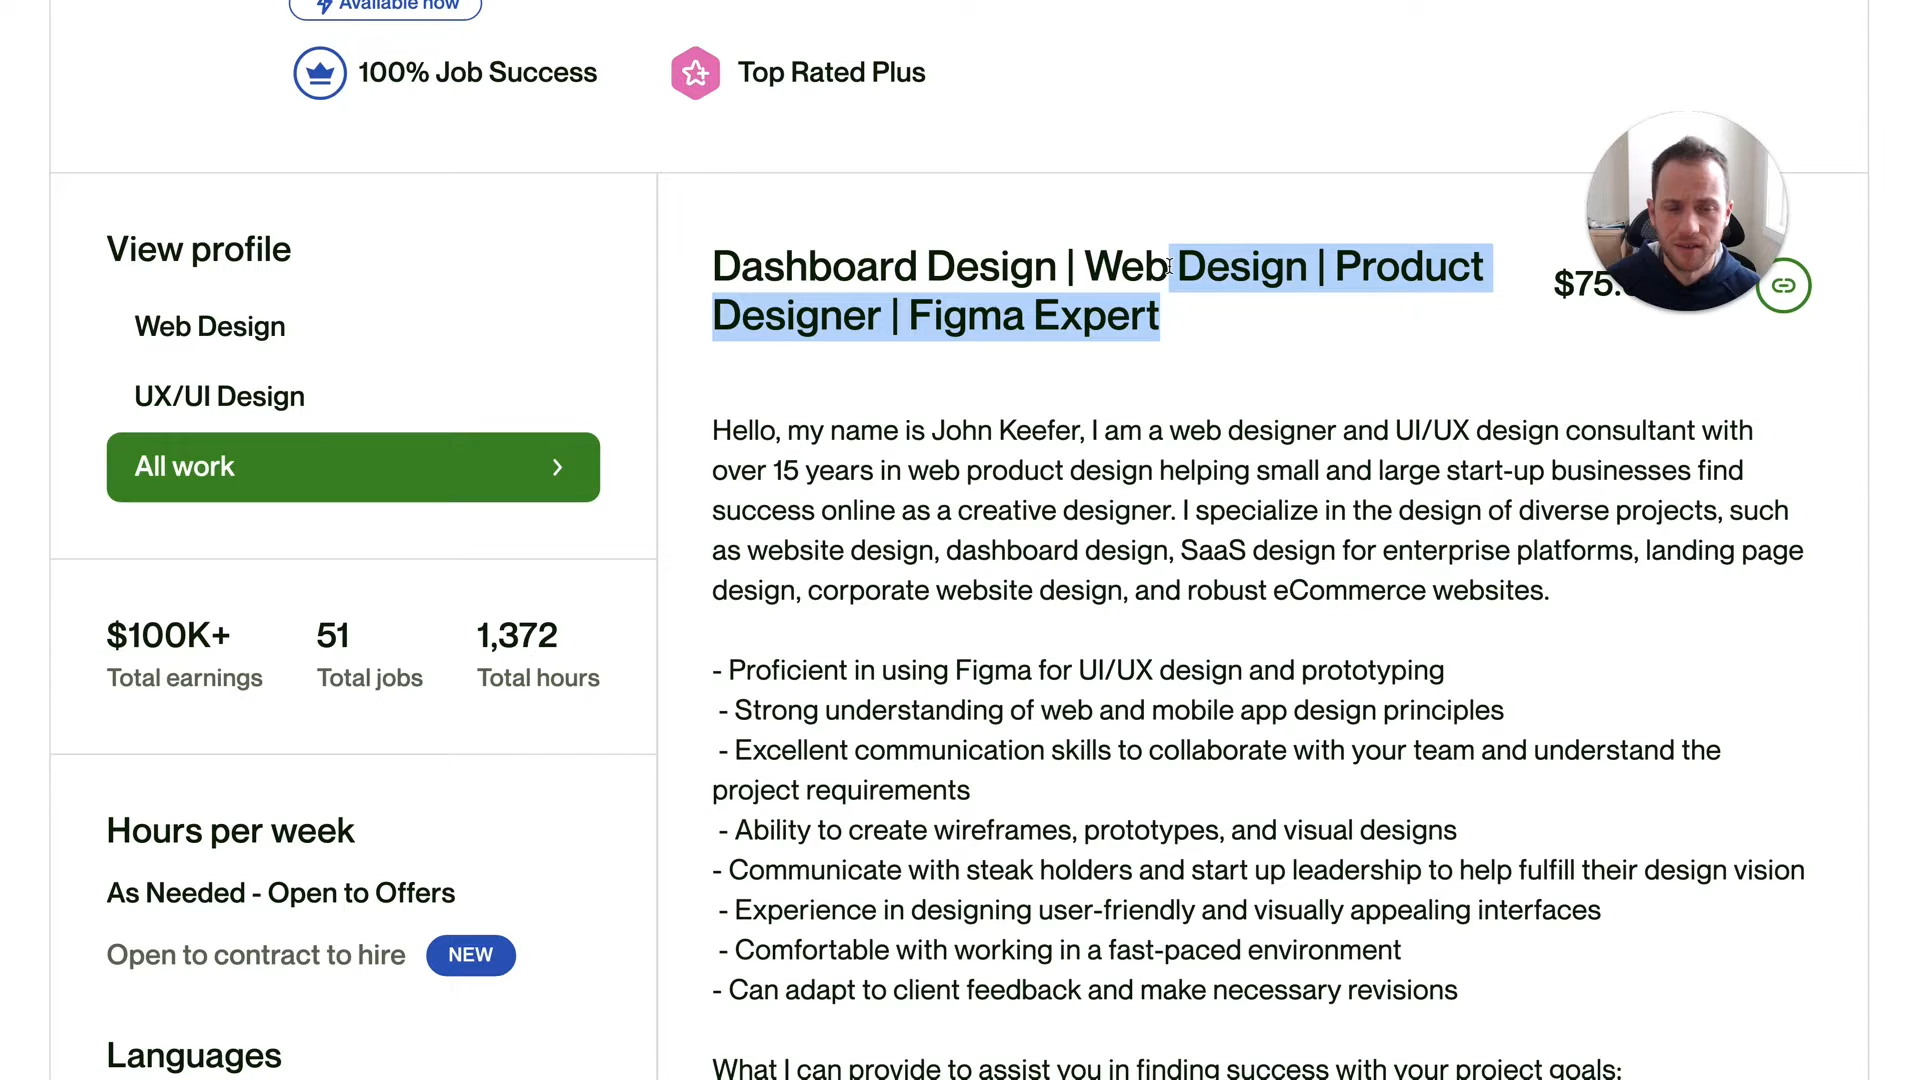 Available now
100% Job Success
Top Rated Plus
View profile
Web Design
UX/UI Design
All work
$100K+
Total earnings
51
Total jobs
1,372
Total hours
Hours per week
As Needed - Open to Offers
Open to contract to hire
NEW
Languages
Dashboard Design | Web Design | Product
Designer | Figma Expert
$75.
Hello, my name is John Keefer, I am a web designer and UI/UX design consultant with
over 15 years in web product design helping small and large start-up businesses find
success online as a creative designer. I specialize in the design of diverse projects, such
as website design, dashboard design, SaaS design for enterprise platforms, landing page
design, corporate website design, and robust eCommerce websites.
- Proficient in using Figma for UI/UX design and prototyping
- Strong understanding of web and mobile app design principles
- Excellent communication skills to collaborate with your team and understand the
project requirements
- Ability to create wireframes, prototypes, and visual designs
- Communicate with steak holders and start up leadership to help fulfill their design vision
- Experience in designing user-friendly and visually appealing interfaces
- Comfortable with working in a fast-paced environment
- Can adapt to client feedback and make necessary revisions
What I can provide to assist you in finding success with your project goals: